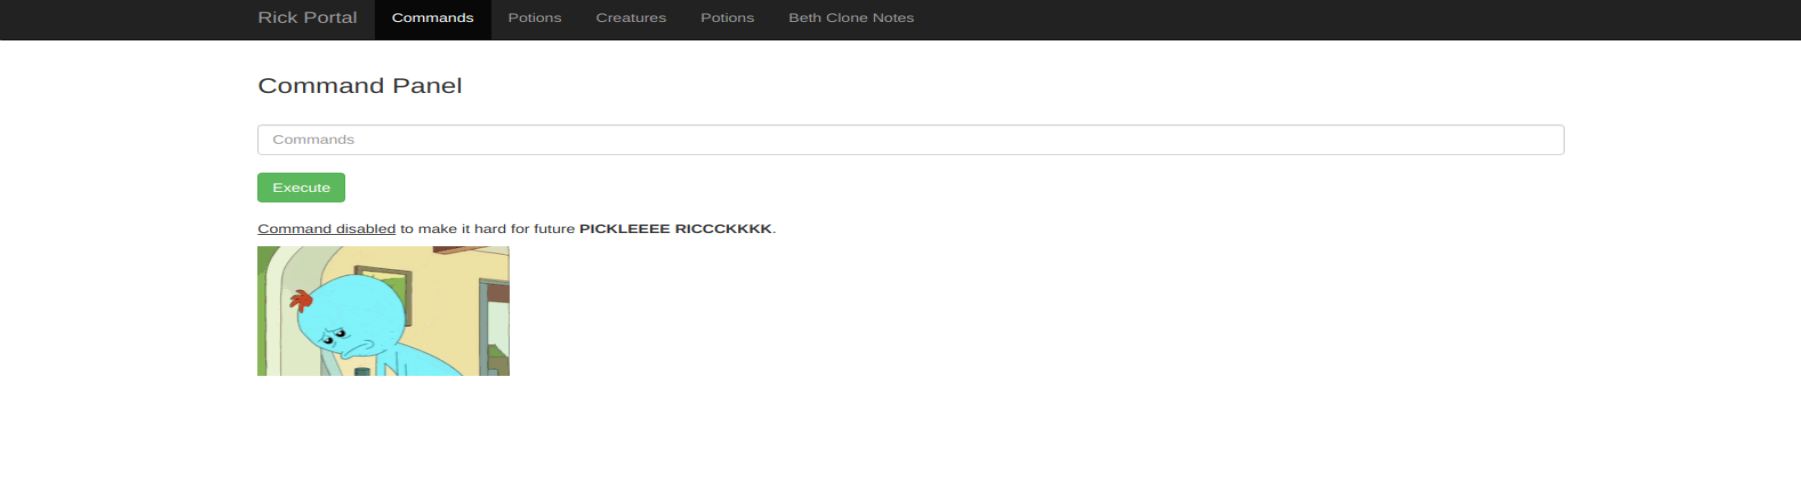 Rick Portal Commands Potions Creatures Potions Beth Clone Notes
Command Panel
Commands
Execute
Command disabled to make it hard for future PICKLEEEE RICCCKKKK.